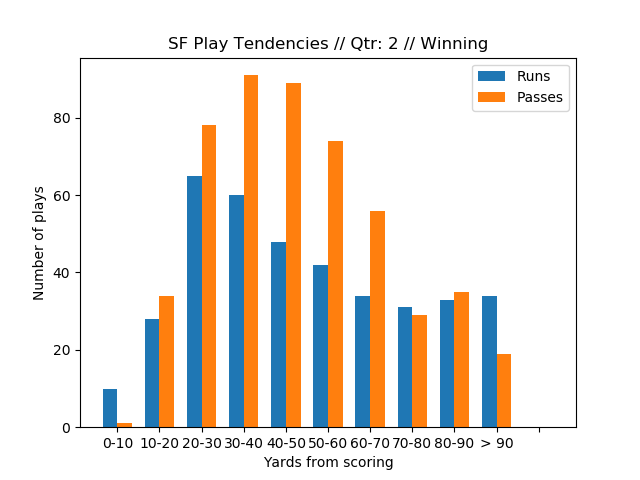 SF Play Tendencies // Qtr: 2 // Winning
Runs
Passes
Number of plays
80
60
40
20
0
0-10 10-20 20-30 30-40 40-50 50-60 60-70 70-80 80-90 > 90
Yards from scoring